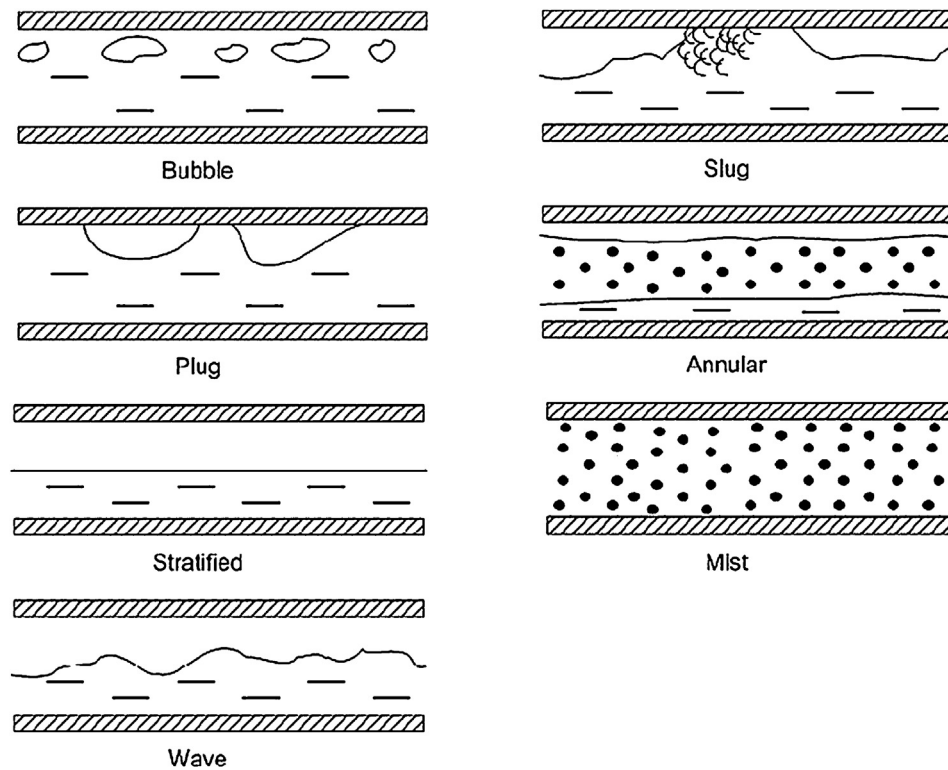 Bubble
Slug
Plug
Annular
Stratified
Mist
Wave